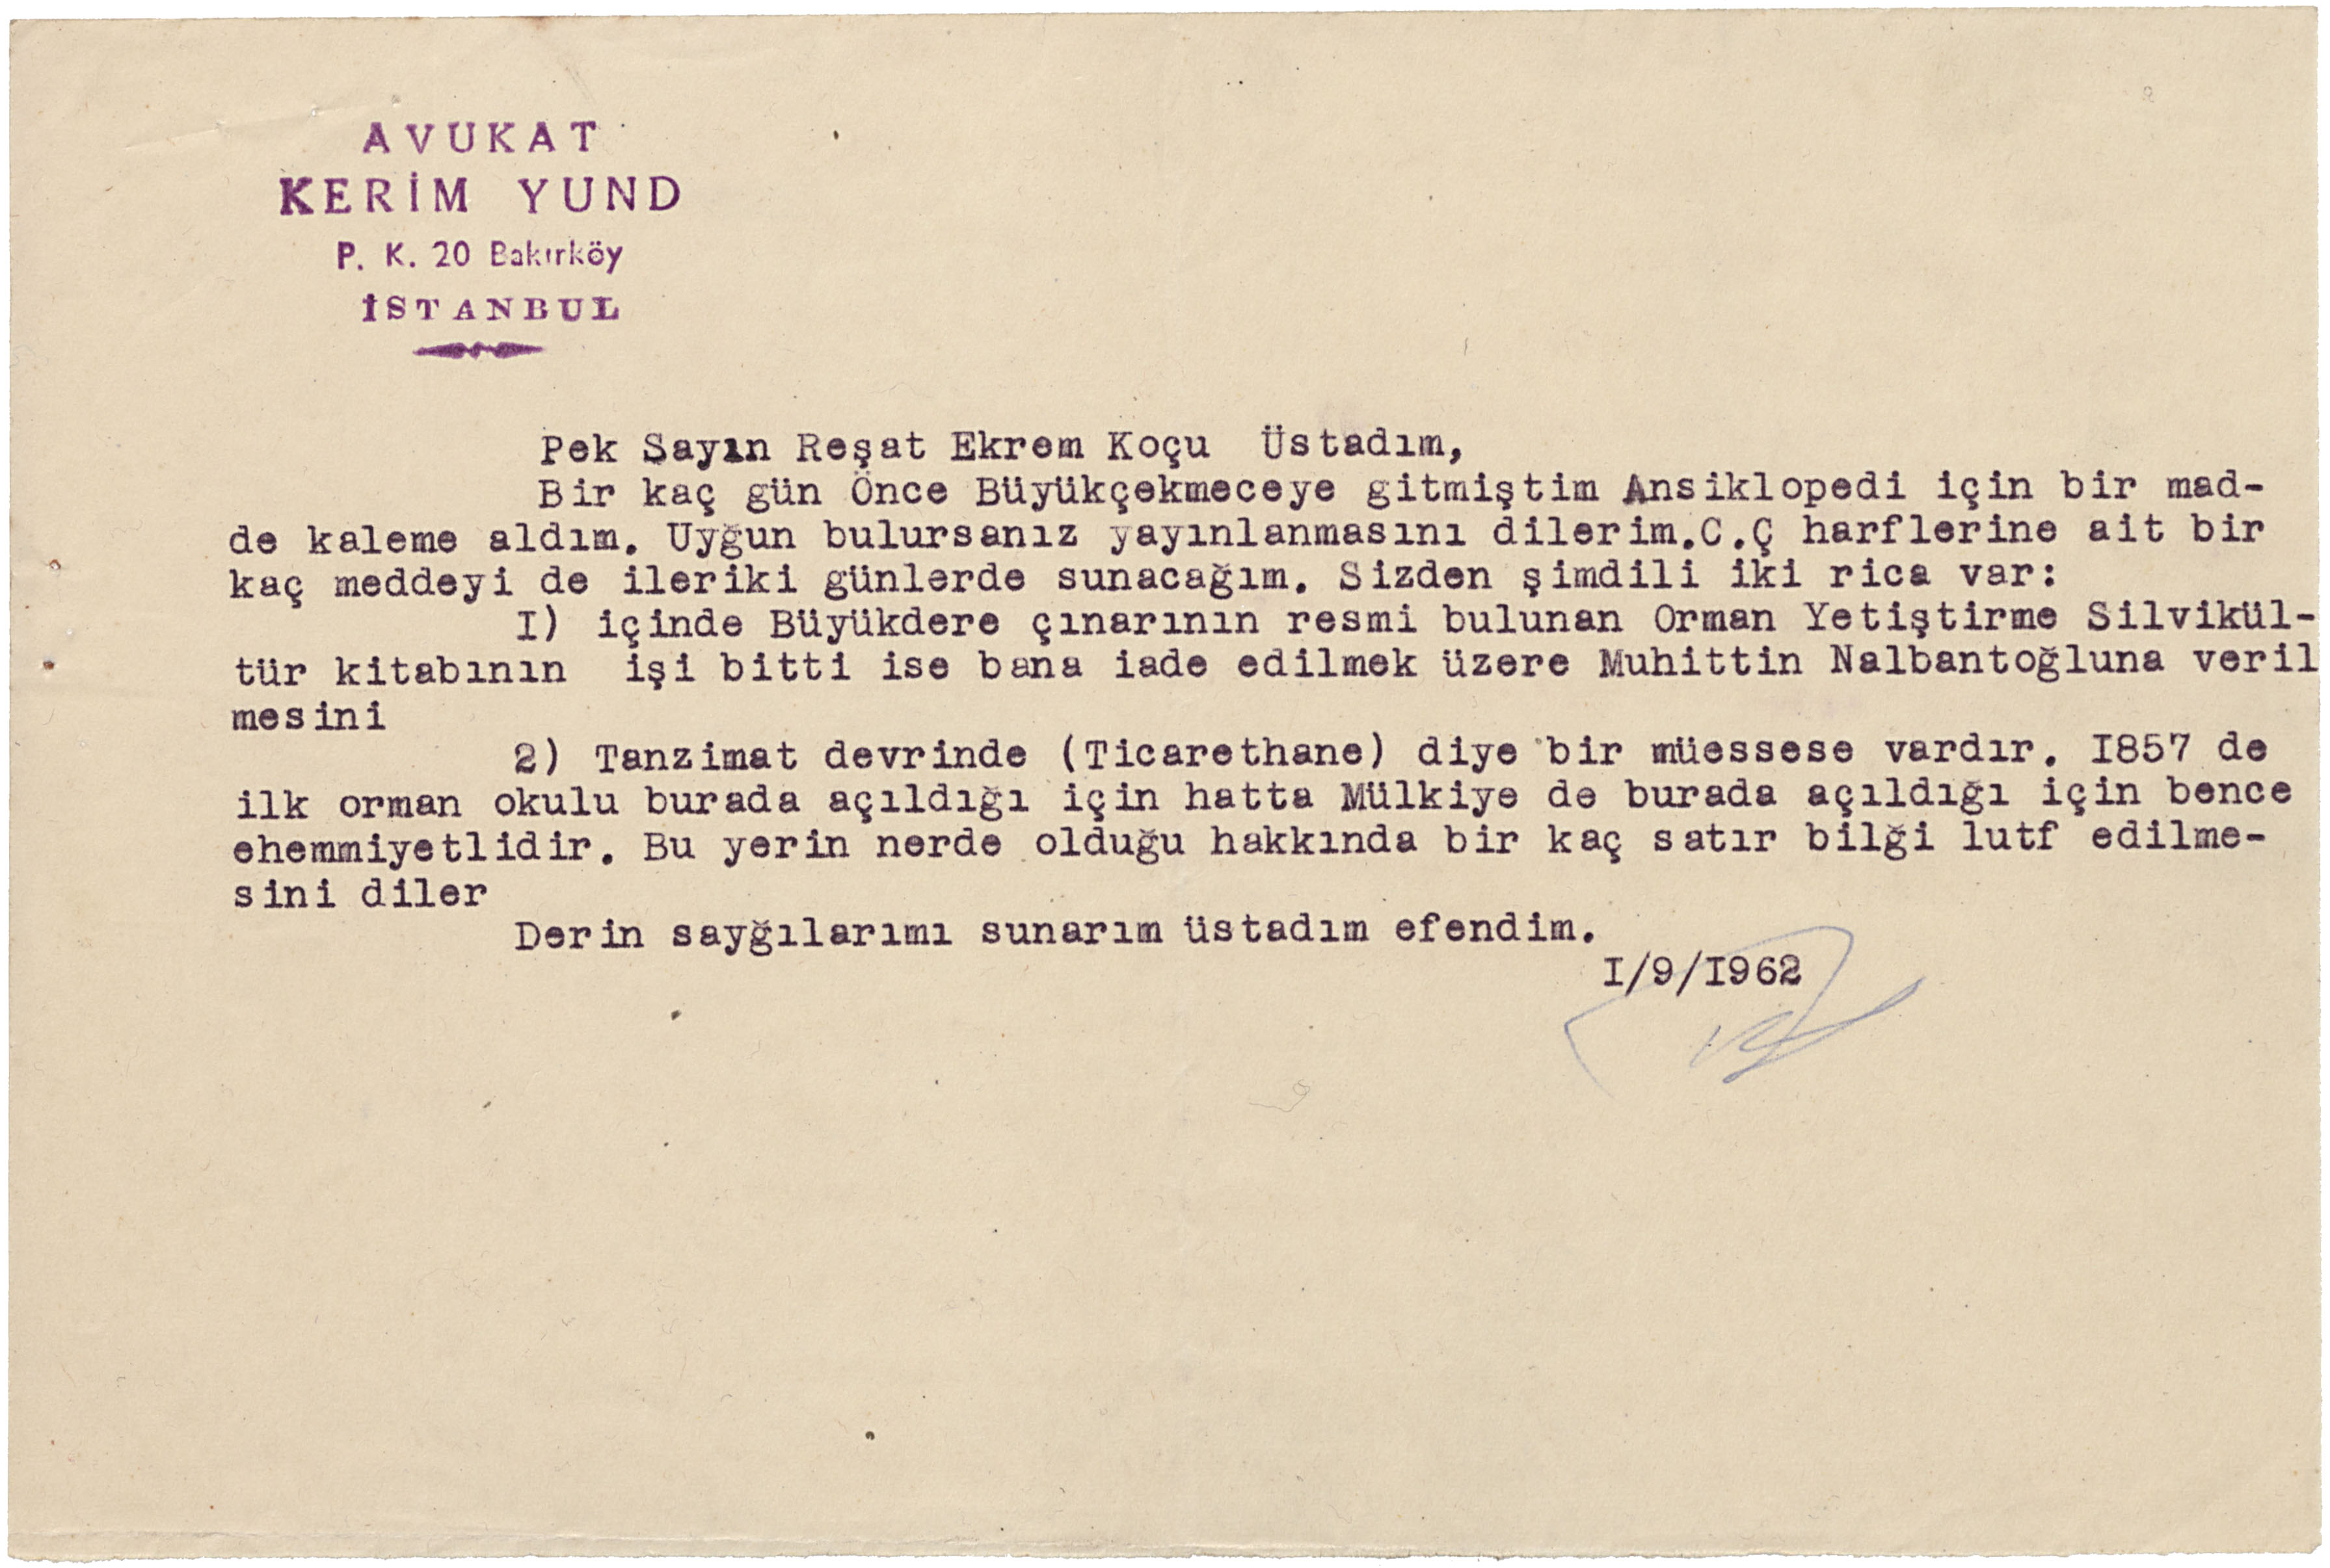 AVUKAT
KERİM YUND
P. K. 20 Bakırköy
İSTANBUL
Pek Sayın Reşat Ekrem Koçu Üstadım,
Bir kaç gün Önce Büyükçekmeceye gitmiştim Ansiklopedi için bir mad-
de kaleme aldım. Uyğun bulursanız yayınlanmasını dilerim.C.Ç harflerine ait bir
kaç meddeyi de ileriki günlerde sunacağım. Sizden şimdili iki rica var:
I) içinde Büyükdere çınarının resmi bulunan Orman Yetiştirme Silvikül-
tür kitabının işi bitti ise bana iade edilmek üzere Muhittin Nalbantoğluna veril
mesini
2) Tanzimat devrinde (Ticarethane) diye bir müessese vardır. I857 de
ilk orman okulu burada açıldığı için hatta Mülkiye de burada açıldığı için bence
ehemmiyetlidir. Bu yerin nerde olduğu hakkında bir kaç satır bilği lutf edilme-
sini diler
Derin sayğılarımı sunarım üstadım efendim.
I/9/I962